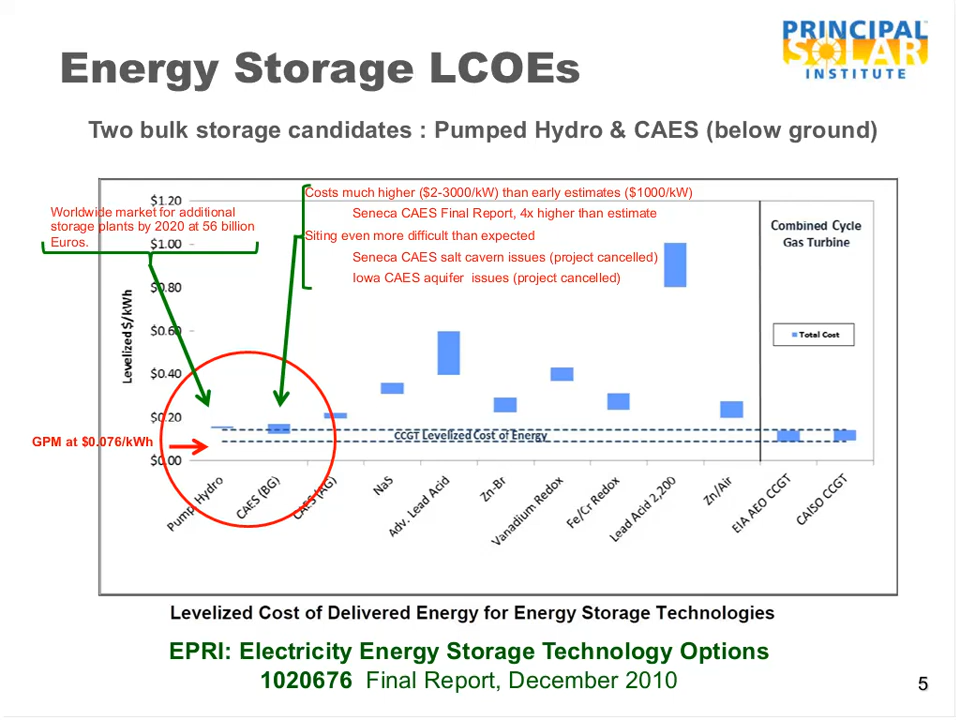 PRINCIPAL
SOLAR
INSTITUTE
Energy Storage LCOEs
Two bulk storage candidates : Pumped Hydro & CAES (below ground)
Worldwide market for additional
storage plants by 2020 at 56 billion
Euros.
Costs much higher ($2-3000/kW) than early estimates ($1000/kW)
Seneca CAES Final Report, 4x higher than estimate
Siting even more difficult than expected
Seneca CAES salt cavern issues (project cancelled)
Iowa CAES aquifer issues (project cancelled)
Combined Cycle
Gas Turbine
Total Cost
Levelized $/kWh
$1.20
$1.00
$0.80
$0.60
$0.40
$0.20
$0.00
GPM at $0.076/kWh
CCGT Levelized Cost of Energy
Pump Hydro
CAES (BG)
CAES (AG)
NaS
Adv. Lead Acid
Zn-Br
Vanadium Redox
Fe/Cr Redox
Lead Acid 2,200
Zn/Air
EIA AEO CCGT
CAISO CCGT
Levelized Cost of Delivered Energy for Energy Storage Technologies
EPRI: Electricity Energy Storage Technology Options
1020676 Final Report, December 2010
5